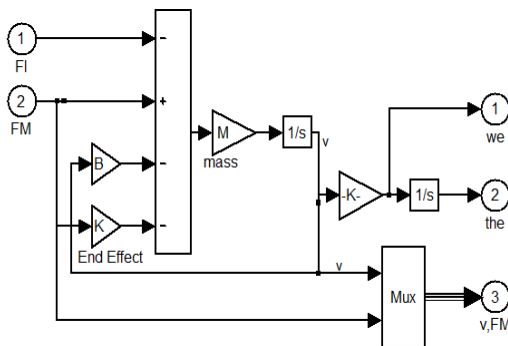 1
FI
−
2
FM
+
M
mass
1/s
v
1
we
B
−
-K-
1/s
2
the
K
−
End Effect
v
Mux
3
v,FM